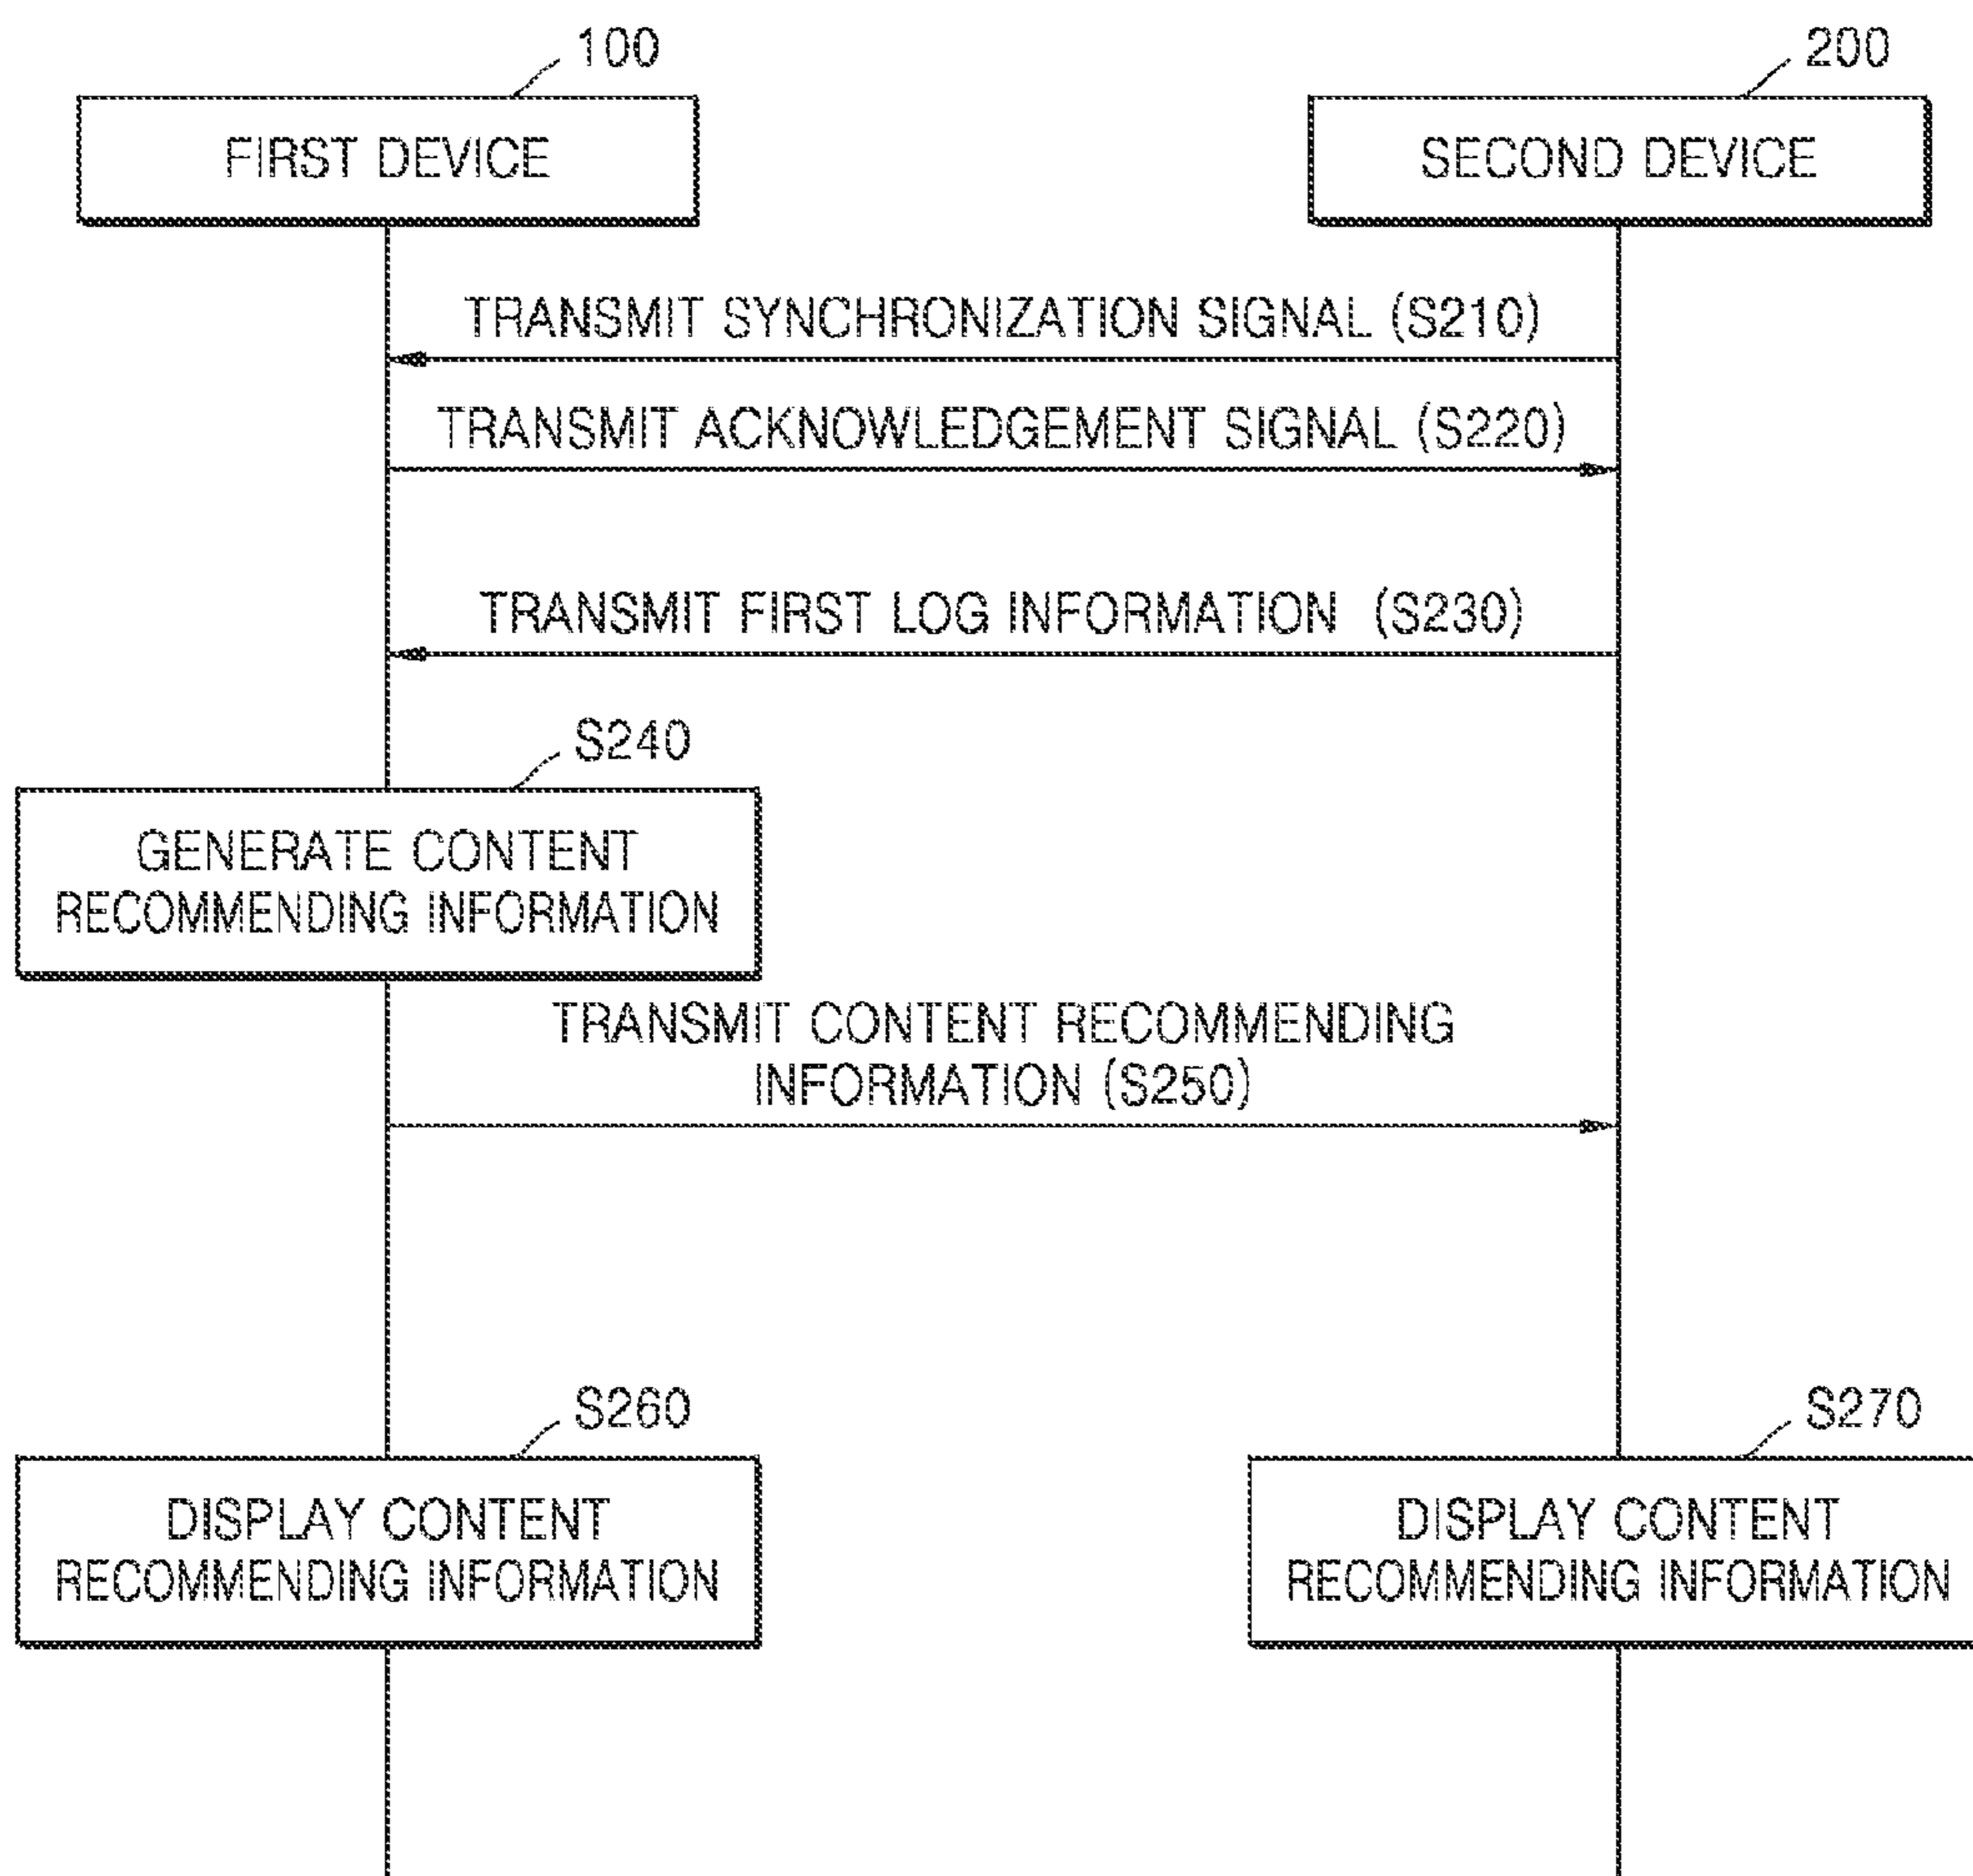 100
200
FIRST DEVICE
SECOND DEVICE
TRANSMIT SYNCHRONIZATION SIGNAL (S210)
TRANSMIT ACKNOWLEDGEMENT SIGNAL (S220)
TRANSMIT FIRST LOG INFORMATION (S230)
S240
GENERATE CONTENT
RECOMMENDING INFORMATION
TRANSMIT CONTENT RECOMMENDING
INFORMATION (S250)
S260
DISPLAY CONTENT
RECOMMENDING INFORMATION
S270
DISPLAY CONTENT
RECOMMENDING INFORMATION